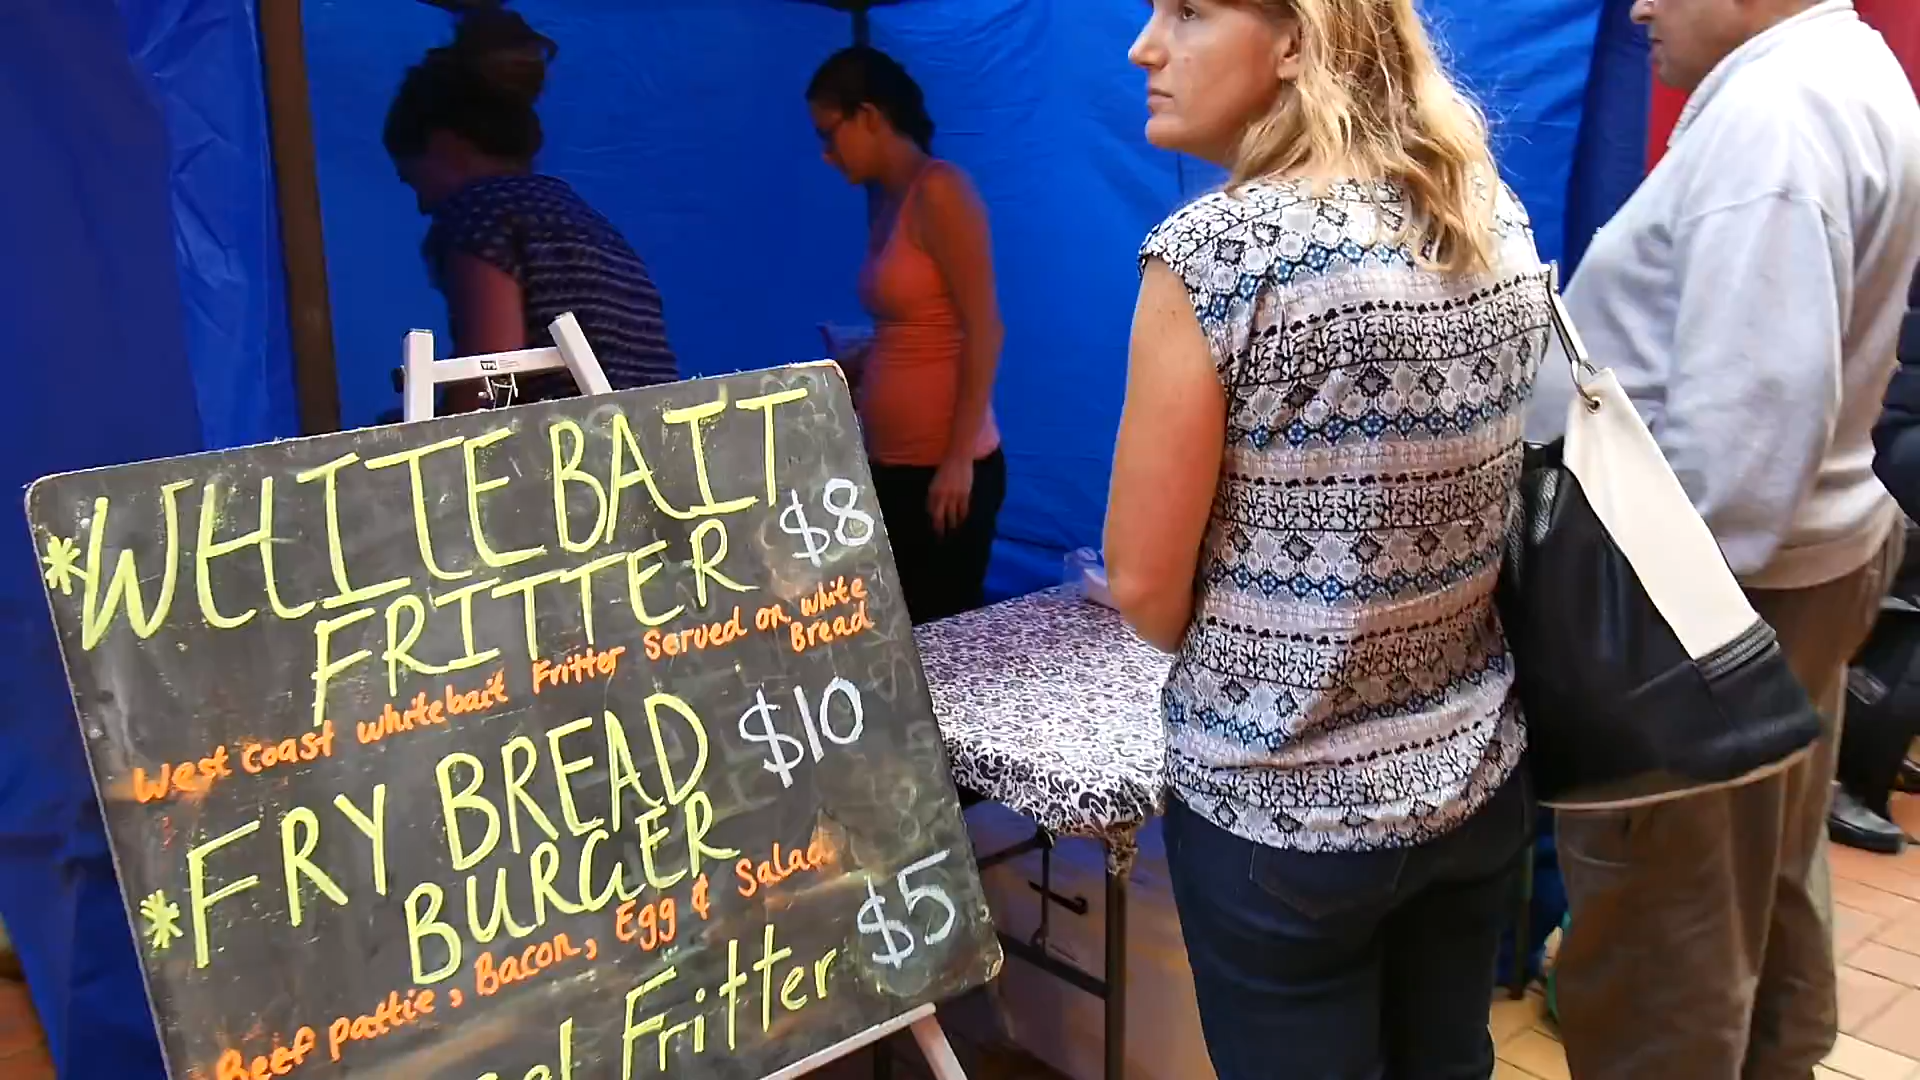 *WHITEBAIT
FRITTER $8
West Coast whitebait Fritter Served on white
Bread
*FRY BREAD $10
BURGER
Beef pattie, Bacon, Egg & Salad
Fritter $5